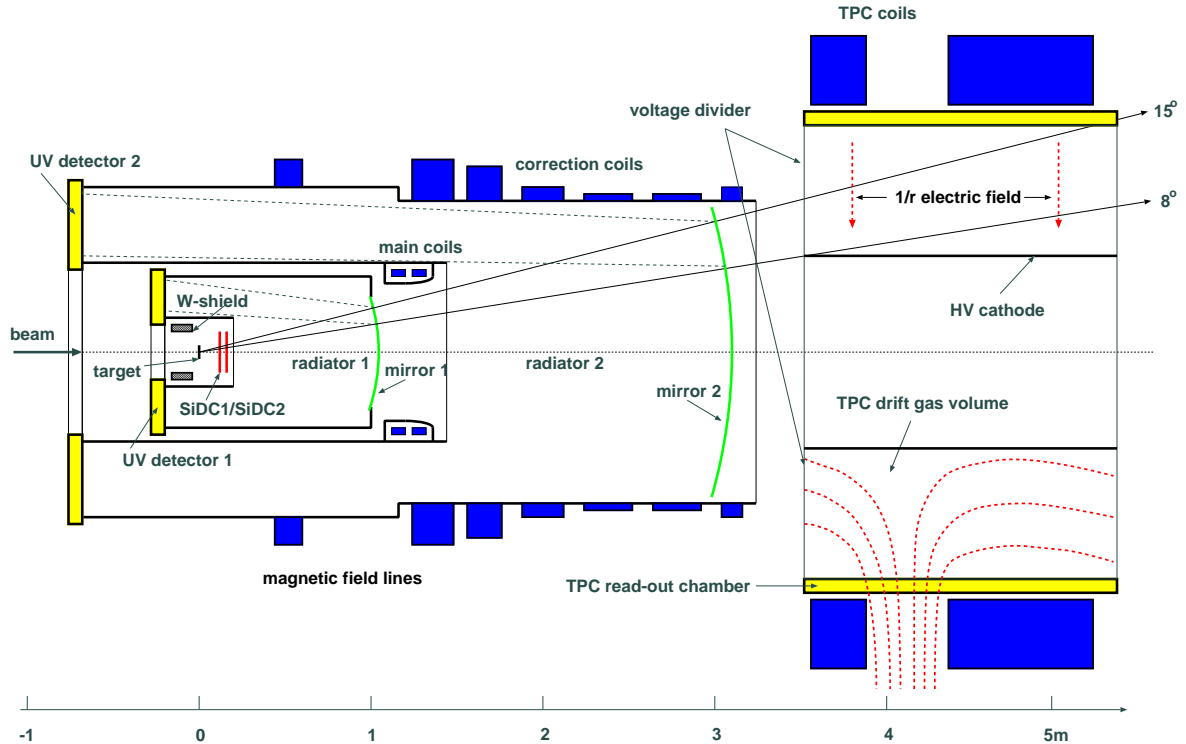 TPC coils
voltage divider
15°
UV detector 2
correction coils
8°
1/r electric field
main coils
HV cathode
W-shield
beam
target
radiator 1
radiator 2
mirror 1
mirror 2
SiDC1/SiDC2
TPC drift gas volume
UV detector 1
magnetic field lines
TPC read-out chamber
-1 0 1 2 3 4 5m